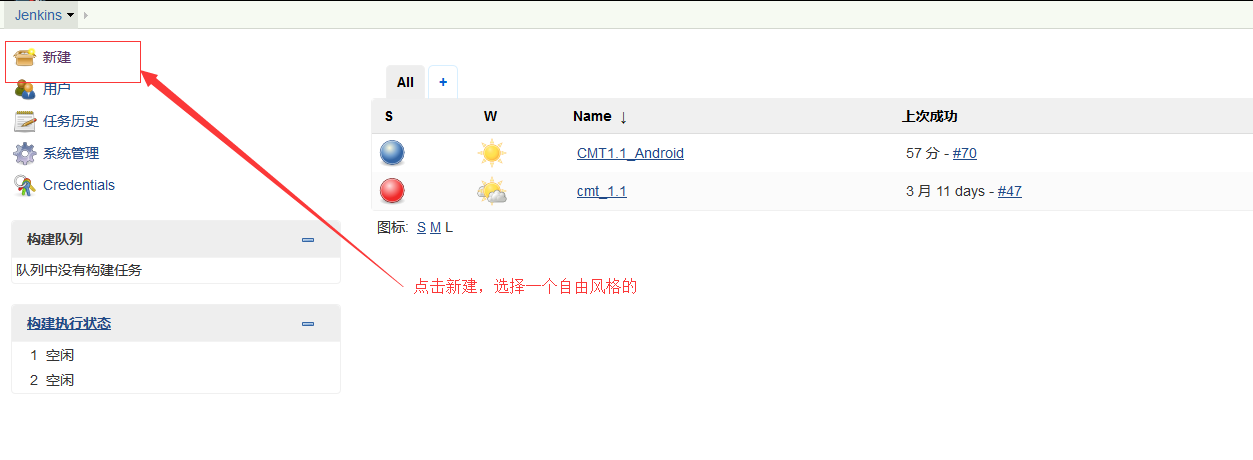 Jenkins
新建
用户
任务历史
系统管理
Credentials
构建队列
队列中没有构建任务
构建执行状态
1 空闲
2 空闲
All +
S W Name ↓ 上次成功
CMT1.1_Android 57 分 - #70
cmt_1.1 3 月 11 days - #47
图标: S M L
点击新建，选择一个自由风格的